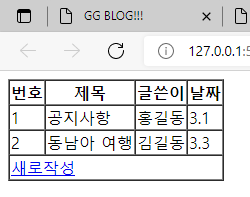 GG BLOG!!!
127.0.0.1:5
번호 제목 글쓴이 날짜
1 공지사항 홍길동 3.1
2 동남아 여행 김길동 3.3
새로작성